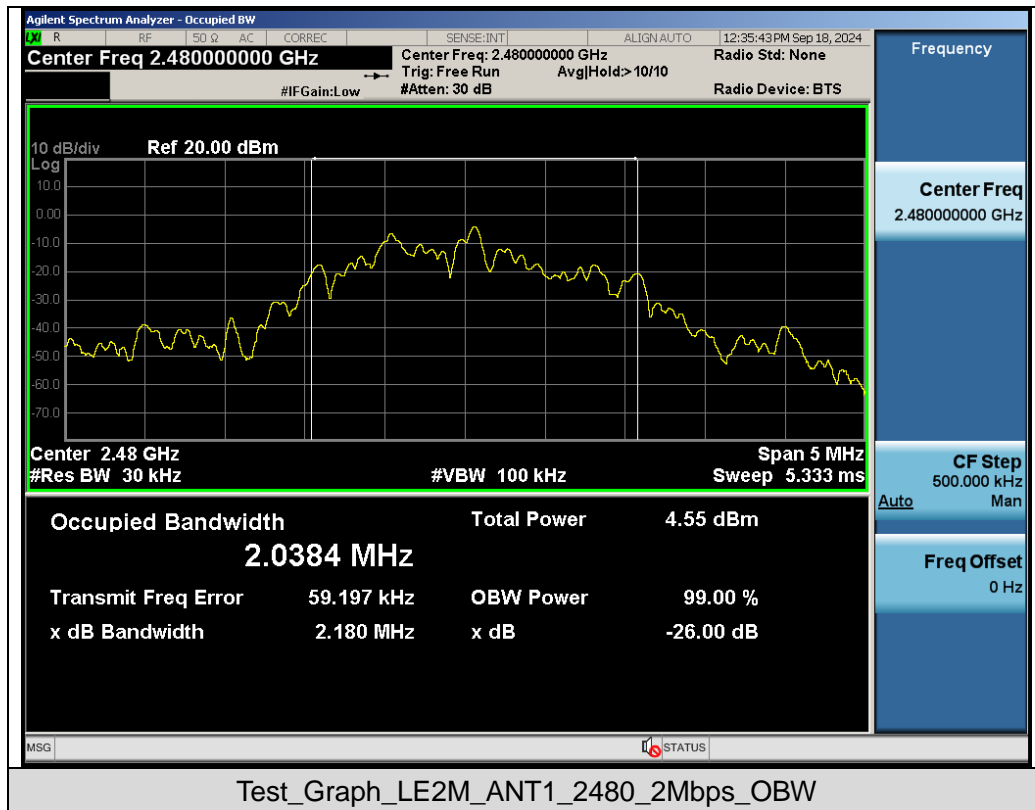 Agilent Spectrum Analyzer - Occupied BW
LXI R RF 50 Ω AC CORREC SENSE:INT ALIGN AUTO 12:35:43 PM Sep 18, 2024
Center Freq 2.480000000 GHz Center Freq: 2.480000000 GHz Radio Std: None
Trig: Free Run Avg|Hold:>10/10
#IFGain:Low #Atten: 30 dB Radio Device: BTS
Frequency
10 dB/div Ref 20.00 dBm
Log
10.0
0.00
-10.0
-20.0
-30.0
-40.0
-50.0
-60.0
-70.0
Center 2.48 GHz Span 5 MHz
#Res BW 30 kHz #VBW 100 kHz Sweep 5.333 ms
Center Freq
2.480000000 GHz
CF Step
500.000 kHz
Auto Man
Freq Offset
0 Hz
Occupied Bandwidth Total Power 4.55 dBm
2.0384 MHz
Transmit Freq Error 59.197 kHz OBW Power 99.00 %
x dB Bandwidth 2.180 MHz x dB -26.00 dB
MSG STATUS
Test_Graph_LE2M_ANT1_2480_2Mbps_OBW